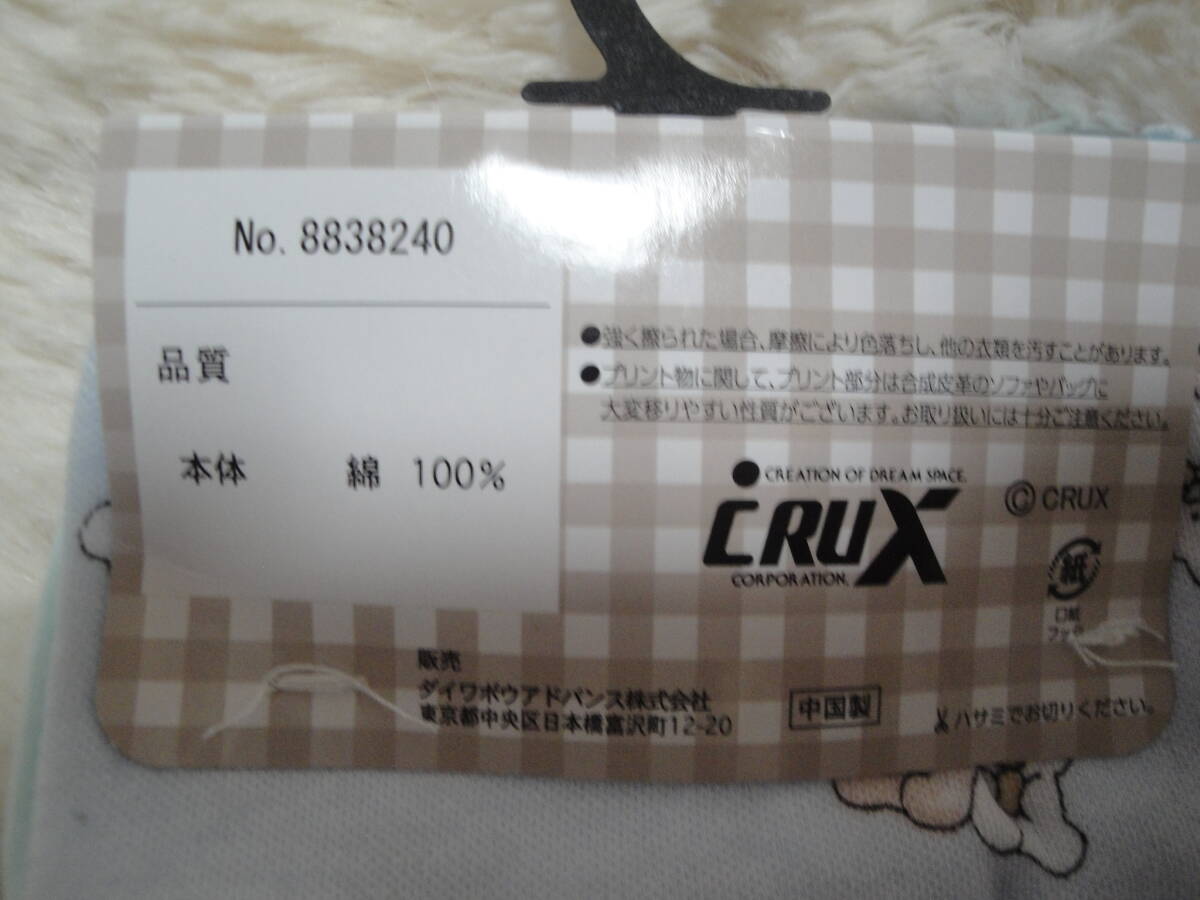 No. 8838240
品質
本体 綿 100%
●強く擦られた場合、摩擦により色落ちし、他の衣類を汚すことがあります。
●プリント物に関して、プリント部分は合成皮革のソファやバッグに
大変移りやすい性質がございます。お取り扱いには十分ご注意ください。
CREATION OF DREAM SPACE.
CRUX
CORPORATION.
© CRUX
紙
口紙
販売
ダイワボウアドバンス株式会社
東京都中央区日本橋富沢町12-20
中国製
ハサミでお切りください。